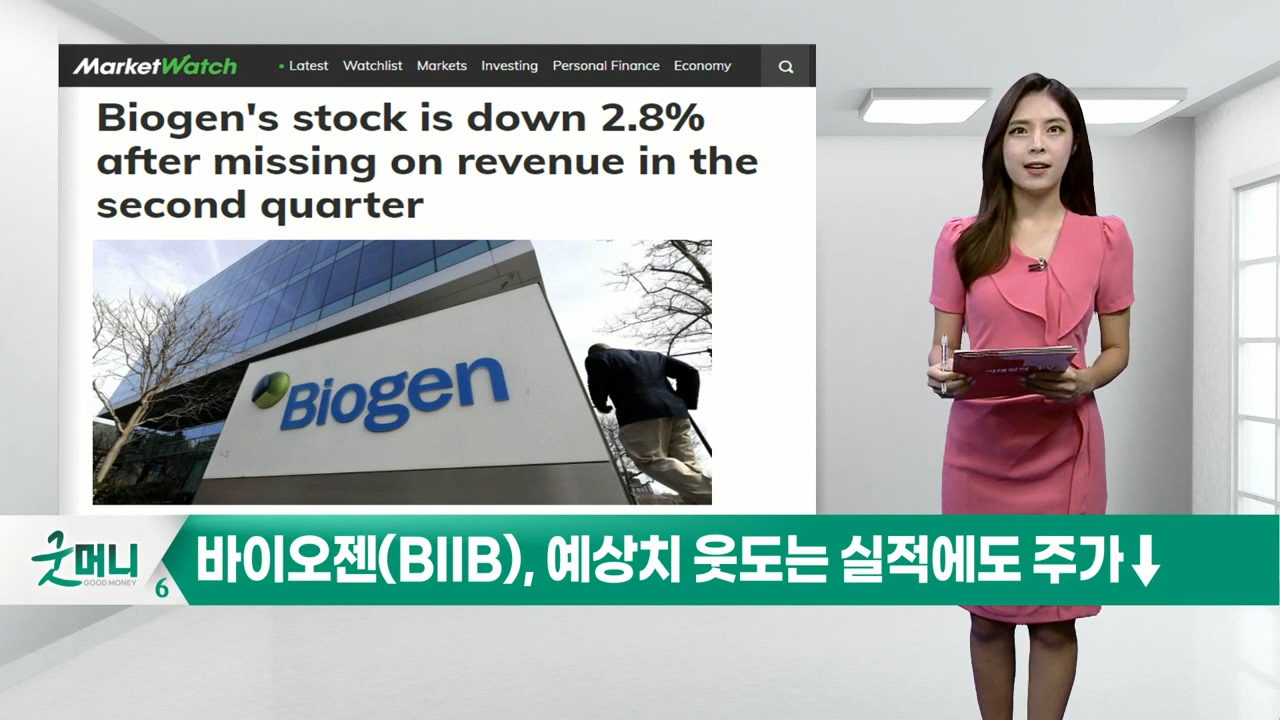 MarketWatch
Latest Watchlist Markets Investing Personal Finance Economy
Biogen's stock is down 2.8%
after missing on revenue in the
second quarter
Biogen
굿머니
GOOD MONEY
6
바이오젠(BIIB), 예상치 웃도는 실적에도 주가↓